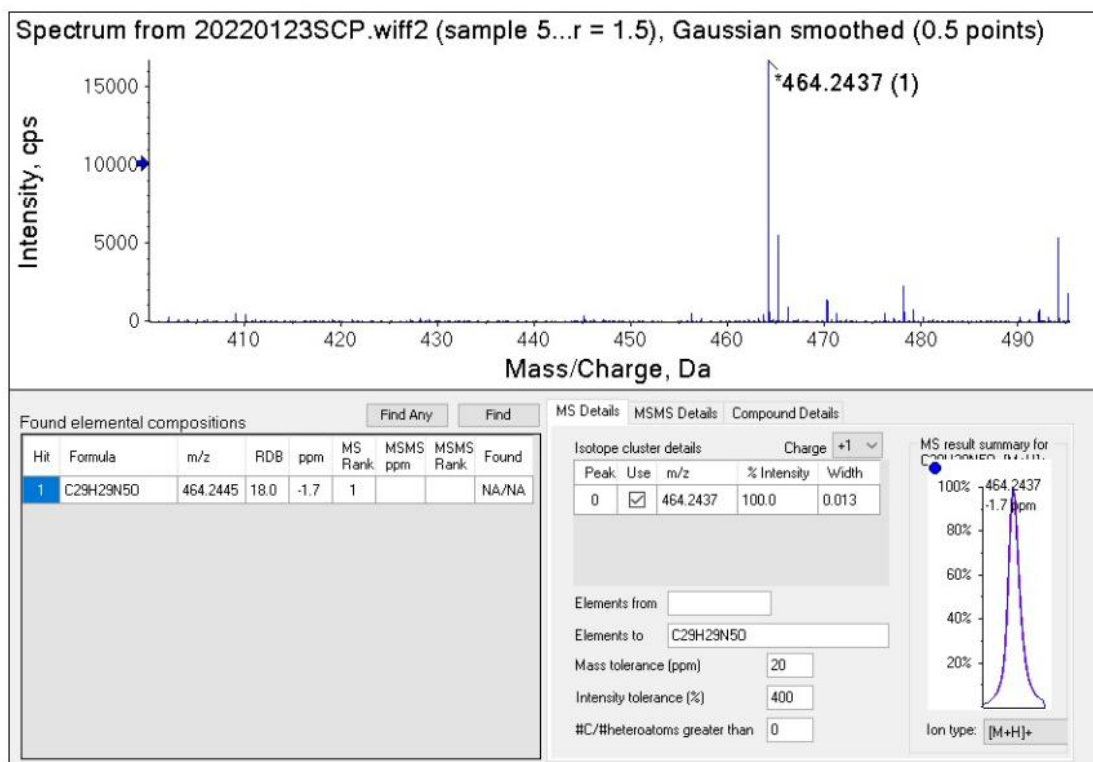 Spectrum from 20220123SCP.wiff2 (sample 5...r = 1.5), Gaussian smoothed (0.5 points)
*464.2437 (1)
15000
10000
5000
0
Intensity, cps
410 420 430 440 450 460 470 480 490
Mass/Charge, Da
Found elemental compositions
Find Any Find
Hit Formula m/z RDB ppm MS Rank MSMS ppm MSMS Rank Found
1 C29H29N5O 464.2445 18.0 -1.7 1 NA/NA
MS Details MSMS Details Compound Details
Isotope cluster details Charge +1
Peak Use m/z % Intensity Width
0 464.2437 100.0 0.013
Elements from
Elements to C29H29N5O
Mass tolerance (ppm) 20
Intensity tolerance (%) 400
#C/#heteroatoms greater than 0
MS result summary for
464.2437
-1.7 ppm
100%
80%
60%
40%
20%
Ion type: [M+H]+